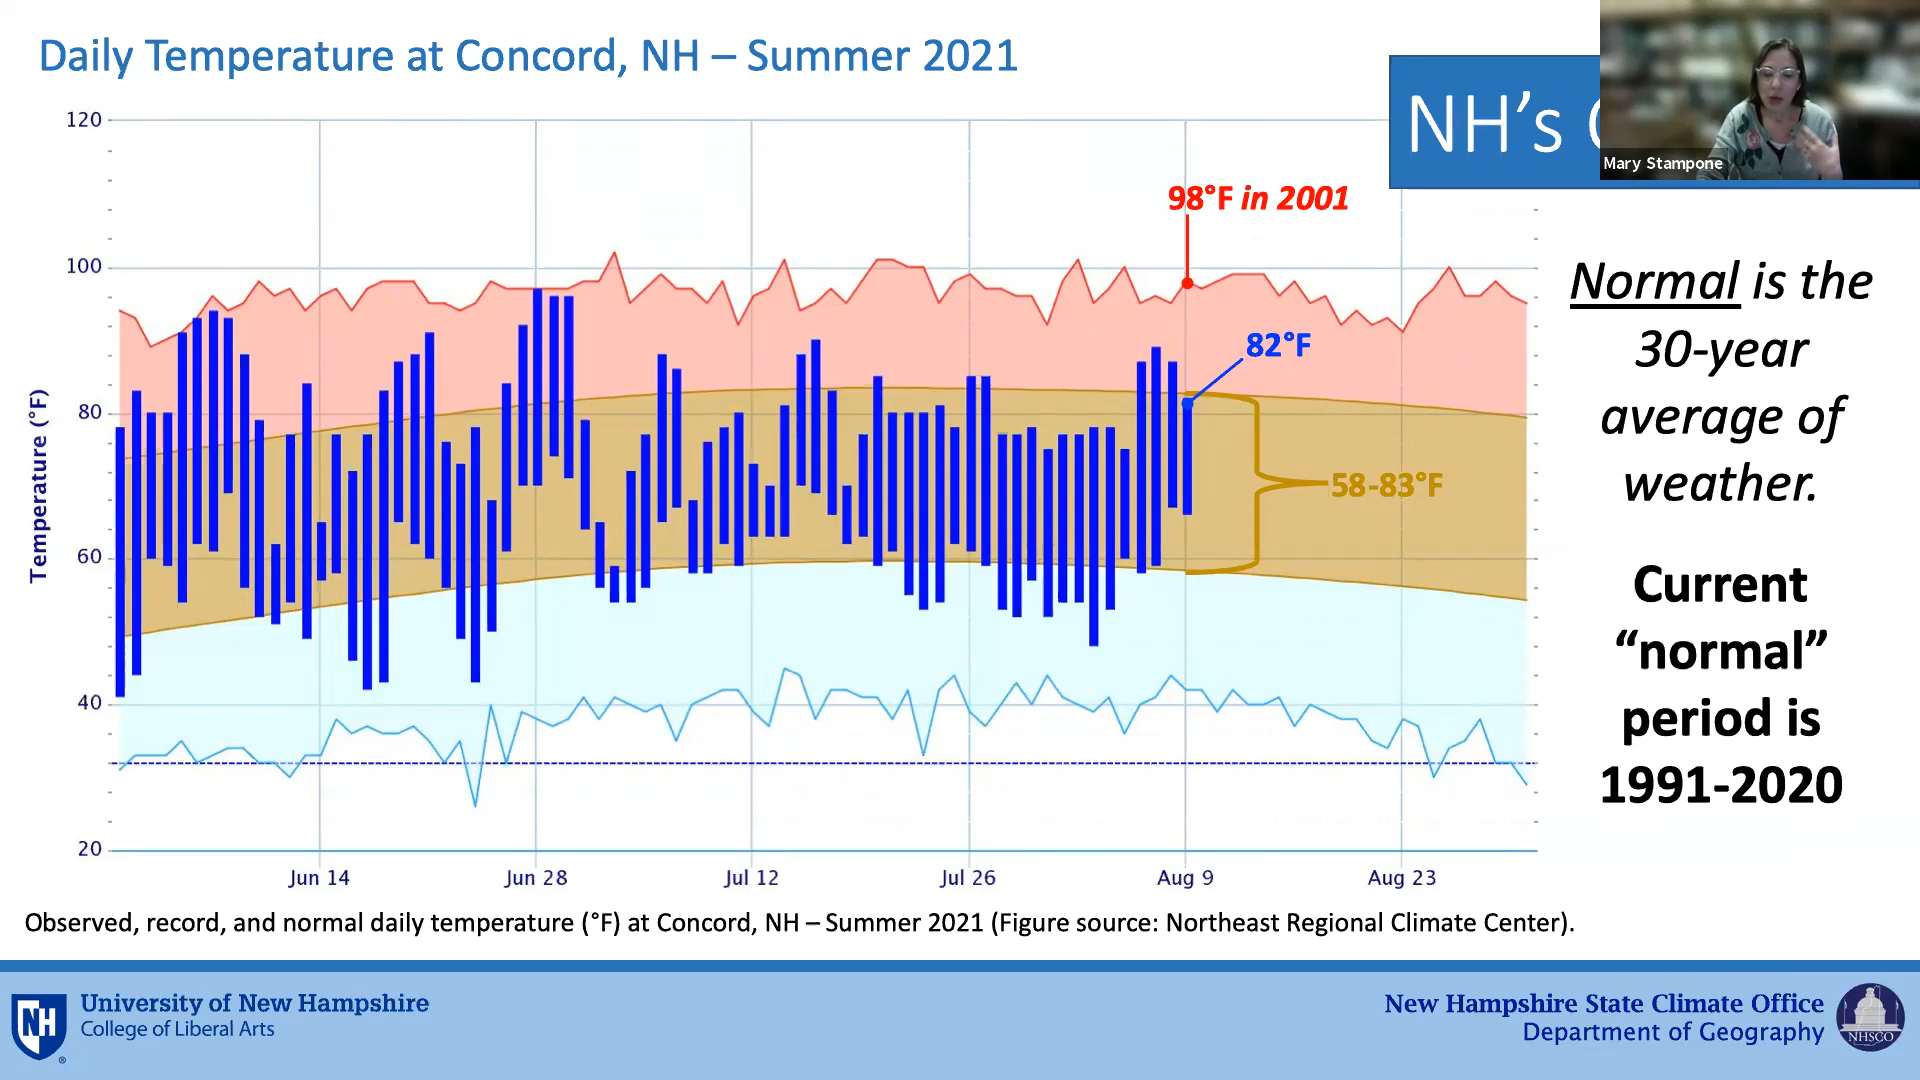 Daily Temperature at Concord, NH – Summer 2021
NH’s
Mary Stampone
120
100
80
60
40
20
Temperature (°F)
98°F in 2001
82°F
58-83°F
Jun 14
Jun 28
Jul 12
Jul 26
Aug 9
Aug 23
Normal is the
30-year
average of
weather.
Current
“normal”
period is
1991-2020
Observed, record, and normal daily temperature (°F) at Concord, NH – Summer 2021 (Figure source: Northeast Regional Climate Center).
NH
®
University of New Hampshire
College of Liberal Arts
New Hampshire State Climate Office
Department of Geography
NHSCO